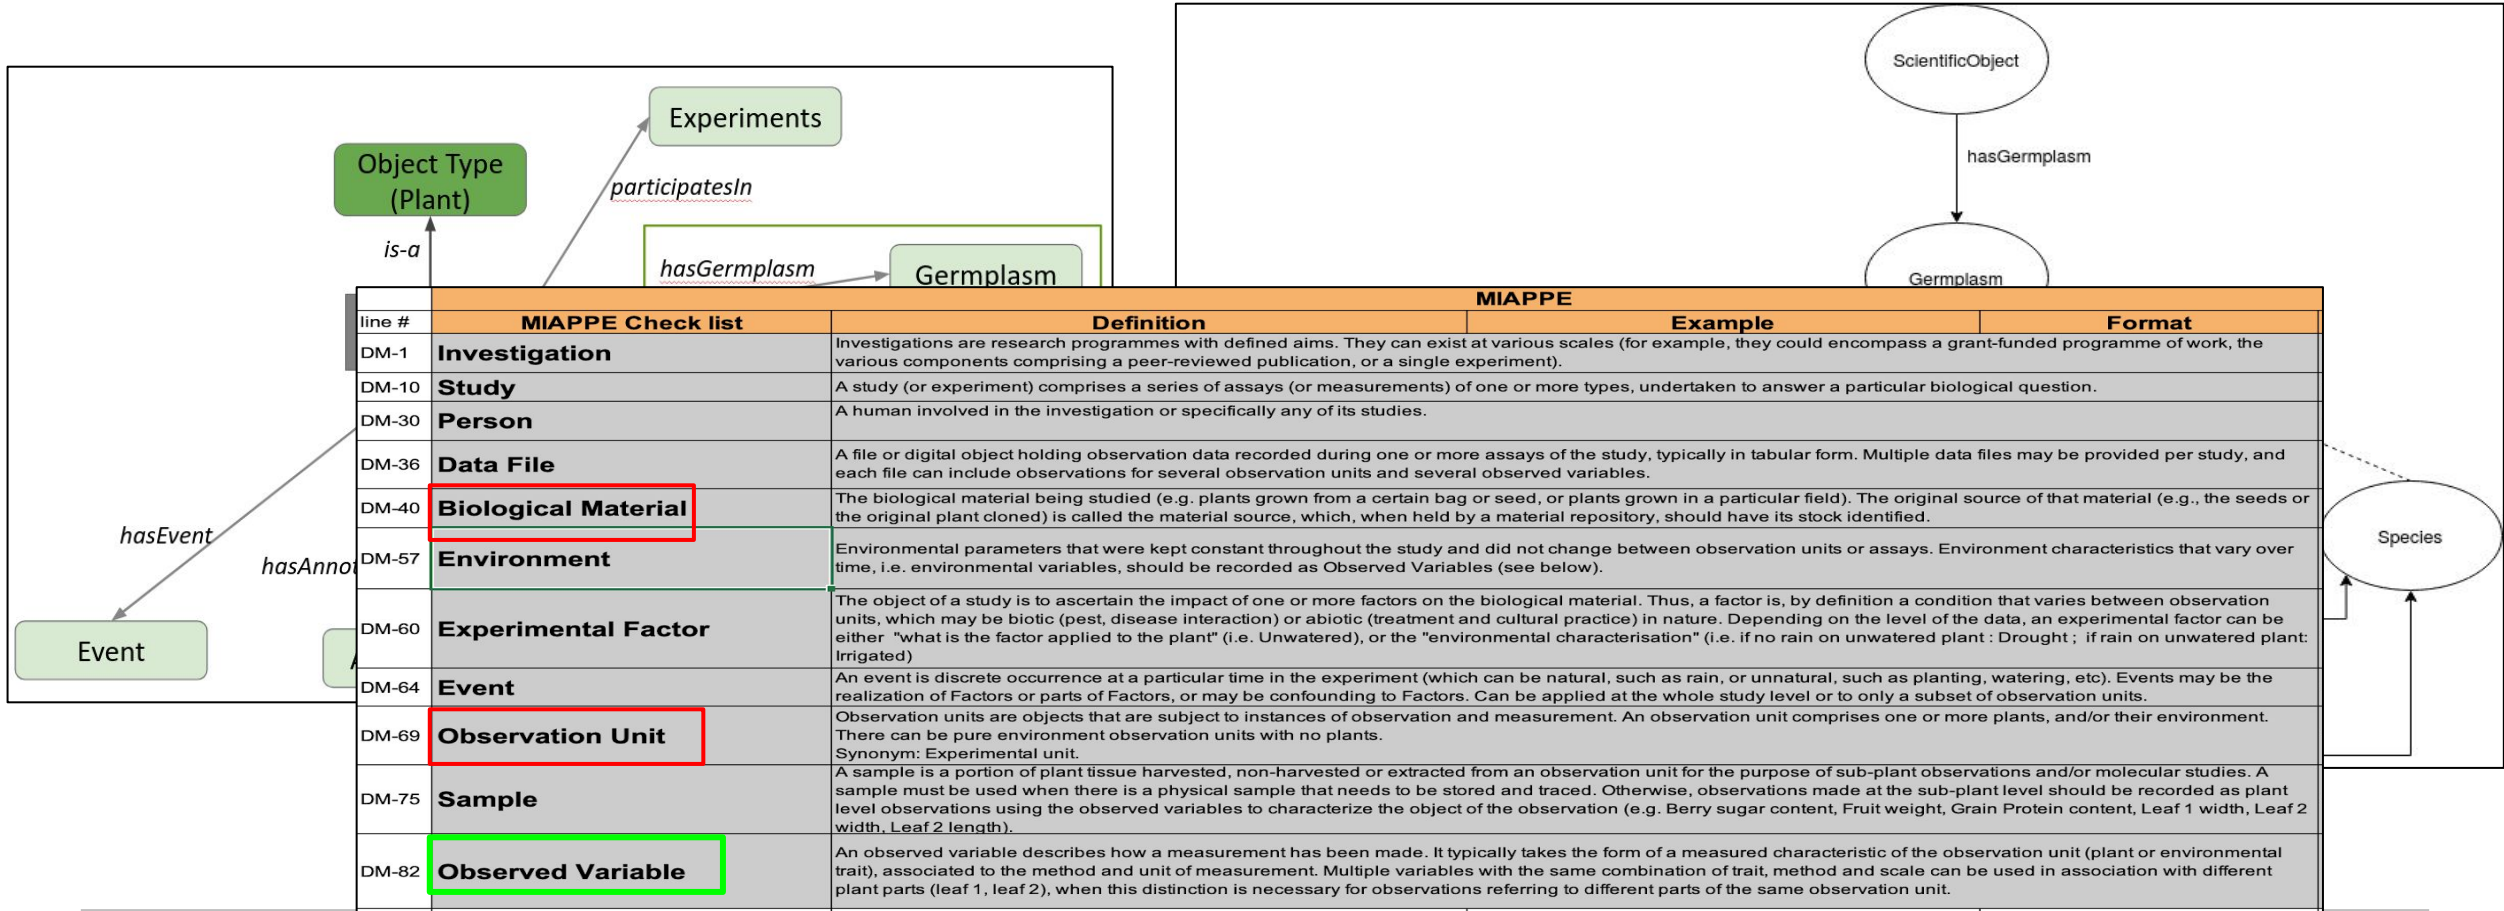 ScientificObject
hasGermplasm
Germplasm
Species
Experiments
Object Type
(Plant)
participatesIn
is-a
hasGermplasm
Germplasm
hasEvent
hasAnnot
Event
MIAPPE
line # MIAPPE Check list Definition Example Format
DM-1 Investigation
Investigations are research programmes with defined aims. They can exist at various scales (for example, they could encompass a grant-funded programme of work, the
various components comprising a peer-reviewed publication, or a single experiment).
DM-10 Study A study (or experiment) comprises a series of assays (or measurements) of one or more types, undertaken to answer a particular biological question.
DM-30 Person A human involved in the investigation or specifically any of its studies.
DM-36 Data File
A file or digital object holding observation data recorded during one or more assays of the study, typically in tabular form. Multiple data files may be provided per study, and
each file can include observations for several observation units and several observed variables.
DM-40 Biological Material
The biological material being studied (e.g. plants grown from a certain bag or seed, or plants grown in a particular field). The original source of that material (e.g., the seeds or
the original plant cloned) is called the material source, which, when held by a material repository, should have its stock identified.
DM-57 Environment
Environmental parameters that were kept constant throughout the study and did not change between observation units or assays. Environment characteristics that vary over
time, i.e. environmental variables, should be recorded as Observed Variables (see below).
DM-60 Experimental Factor
The object of a study is to ascertain the impact of one or more factors on the biological material. Thus, a factor is, by definition a condition that varies between observation
units, which may be biotic (pest, disease interaction) or abiotic (treatment and cultural practice) in nature. Depending on the level of the data, an experimental factor can be
either "what is the factor applied to the plant" (i.e. Unwatered), or the "environmental characterisation" (i.e. if no rain on unwatered plant : Drought ; if rain on unwatered plant:
Irrigated)
DM-64 Event
An event is discrete occurrence at a particular time in the experiment (which can be natural, such as rain, or unnatural, such as planting, watering, etc). Events may be the
realization of Factors or parts of Factors, or may be confounding to Factors. Can be applied at the whole study level or to only a subset of observation units.
DM-69 Observation Unit
Observation units are objects that are subject to instances of observation and measurement. An observation unit comprises one or more plants, and/or their environment.
There can be pure environment observation units with no plants.
Synonym: Experimental unit.
DM-75 Sample
A sample is a portion of plant tissue harvested, non-harvested or extracted from an observation unit for the purpose of sub-plant observations and/or molecular studies. A
sample must be used when there is a physical sample that needs to be stored and traced. Otherwise, observations made at the sub-plant level should be recorded as plant
level observations using the observed variables to characterize the object of the observation (e.g. Berry sugar content, Fruit weight, Grain Protein content, Leaf 1 width, Leaf 2
width, Leaf 2 length).
DM-82 Observed Variable
An observed variable describes how a measurement has been made. It typically takes the form of a measured characteristic of the observation unit (plant or environmental
trait), associated to the method and unit of measurement. Multiple variables with the same combination of trait, method and scale can be used in association with different
plant parts (leaf 1, leaf 2), when this distinction is necessary for observations referring to different parts of the same observation unit.